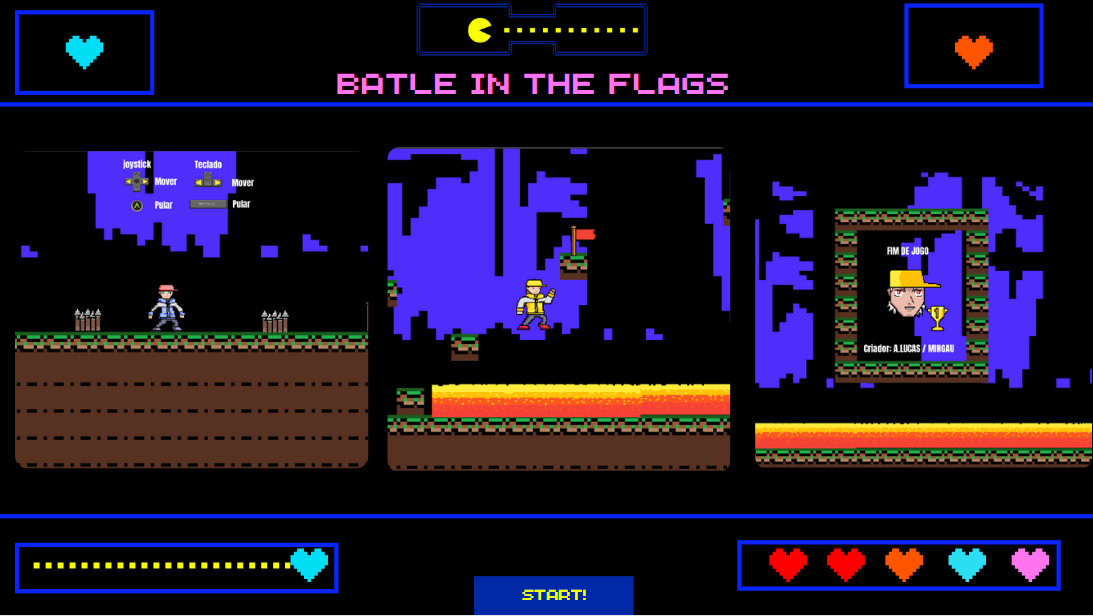 BATLE IN THE FLAGS
joystick Teclado
Mover Mover
A Pular Pular
FIM DE JOGO
Criador: A.LUCAS / MINGAU
START!